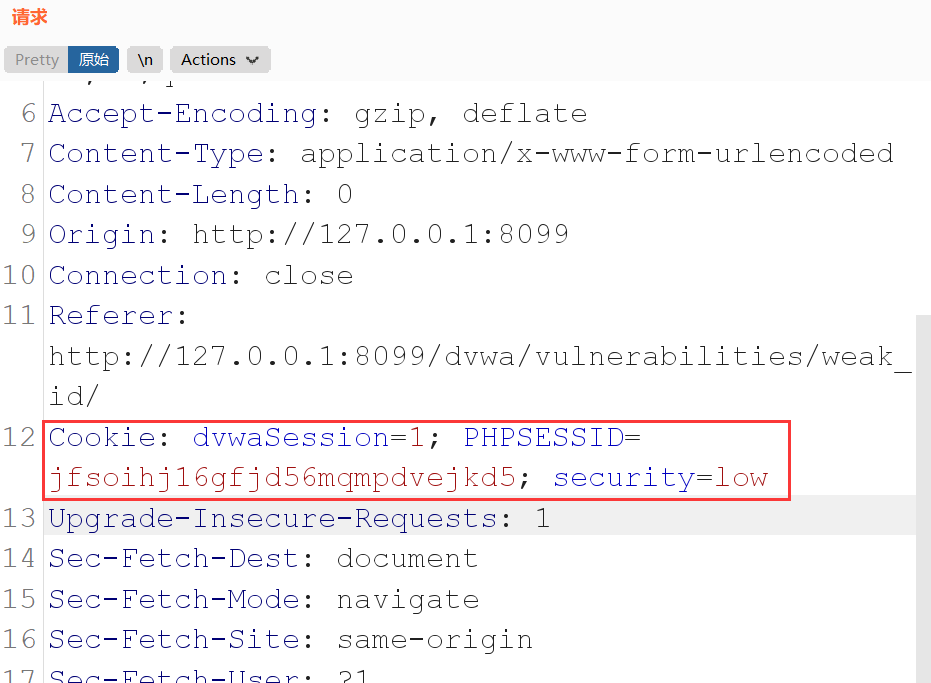 请求
Pretty 原始 \n Actions
6 Accept-Encoding: gzip, deflate
7 Content-Type: application/x-www-form-urlencoded
8 Content-Length: 0
9 Origin: http://127.0.0.1:8099
10 Connection: close
11 Referer:
http://127.0.0.1:8099/dvwa/vulnerabilities/weak_
id/
12 Cookie: dvwaSession=1; PHPSESSID=
jfsoihj16gfjd56mqmpdvejkd5; security=low
13 Upgrade-Insecure-Requests: 1
14 Sec-Fetch-Dest: document
15 Sec-Fetch-Mode: navigate
16 Sec-Fetch-Site: same-origin
17 Sec-Fetch-User: ?1